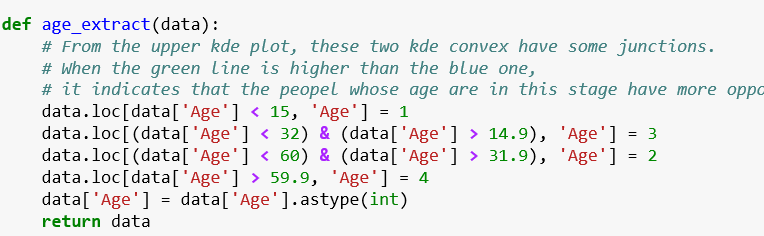 def age_extract(data):
    # From the upper kde plot, these two kde convex have some junctions.
    # When the green line is higher than the blue one,
    # it indicates that the peopel whose age are in this stage have more oppo
    data.loc[data['Age'] < 15, 'Age'] = 1
    data.loc[(data['Age'] < 32) & (data['Age'] > 14.9), 'Age'] = 3
    data.loc[(data['Age'] < 60) & (data['Age'] > 31.9), 'Age'] = 2
    data.loc[data['Age'] > 59.9, 'Age'] = 4
    data['Age'] = data['Age'].astype(int)
    return data